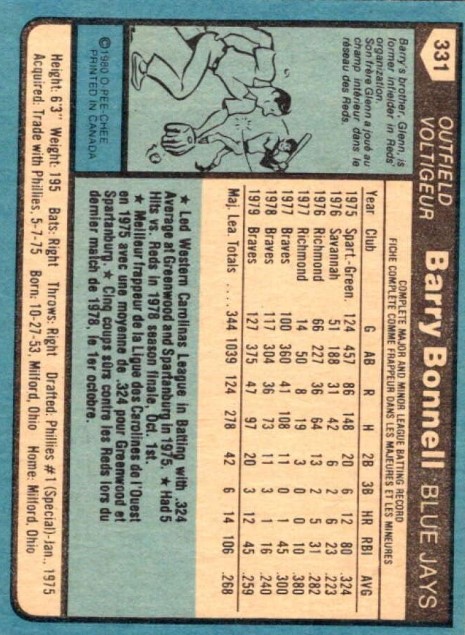 331
OUTFIELD
VOLTIGEUR
Barry Bonnell BLUE JAYS
Barry's brother, Glenn, is
former infielder in Reds'
organization.
Son frère Glenn a joué au
champ intérieur dans le
réseau des Reds.
© 1980 O-PEE-CHEE
PRINTED IN CANADA
COMPLETE MAJOR AND MINOR LEAGUE BATTING RECORD
FICHE COMPLÈTE COMME FRAPPEUR DANS LES MAJEURES ET LES MINEURES
Year Club G AB R H 2B 3B HR RBI AVG
1975 Spart.-Green. 124 457 86 148 20 6 12 80 .324
1976 Savannah 51 188 31 42 6 2 6 23 .223
1976 Richmond 66 227 36 64 13 2 5 31 .282
1977 Richmond 14 50 8 19 3 0 0 10 .380
1977 Braves 100 360 41 108 11 0 1 45 .300
1978 Braves 117 304 36 73 11 3 1 16 .240
1979 Braves 127 375 47 97 20 3 12 45 .259
Maj. Lea. Totals .... 344 1039 124 278 42 6 14 106 .268
★ Led Western Carolinas League in Batting with .324
Average at Greenwood and Spartanburg in 1975. ★ Had 5
Hits vs. Reds in 1978 season finale, Oct. 1st.
★ Meilleur frappeur de la Ligue des Carolines de l'Ouest
en 1975 avec une moyenne de .324 pour Greenwood et
Spartanburg. ★ Cinq coups sûrs contre les Reds lors du
dernier match de 1978, le 1er octobre.
Height: 6'3" Weight: 195 Bats: Right Throws: Right Drafted: Phillies #1 (Special)-Jan., 1975
Acquired: Trade with Phillies, 5-7-75 Born: 10-27-53, Milford, Ohio Home: Milford, Ohio